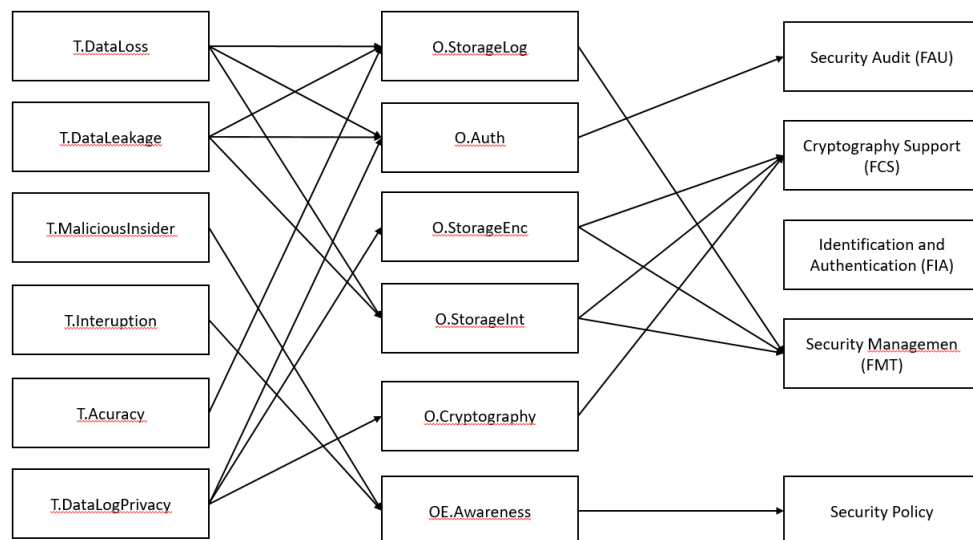 T.DataLoss
T.DataLeakage
T.MaliciousInsider
T.Interuption
T.Acuracy
T.DataLogPrivacy
O.StorageLog
O.Auth
O.StorageEnc
O.StorageInt
O.Cryptography
OE.Awareness
Security Audit (FAU)
Cryptography Support
(FCS)
Identification and
Authentication (FIA)
Security Managemen
(FMT)
Security Policy